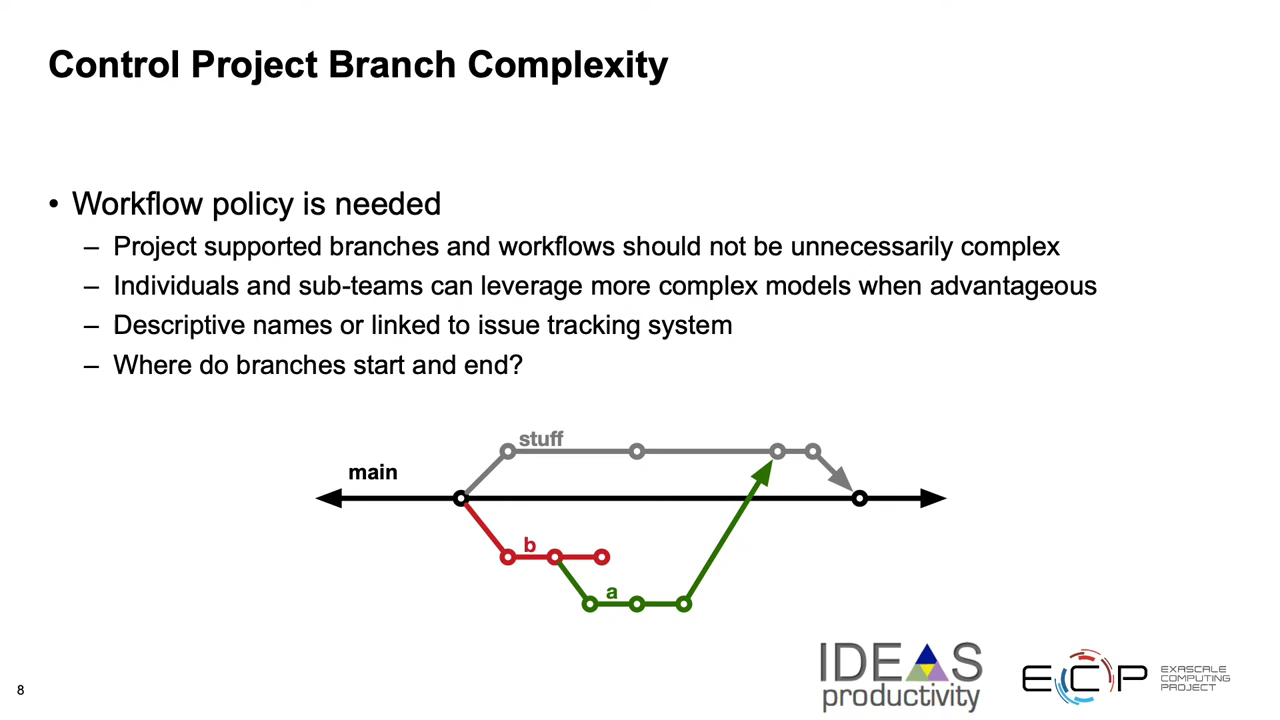 Control Project Branch Complexity
• Workflow policy is needed
– Project supported branches and workflows should not be unnecessarily complex
– Individuals and sub-teams can leverage more complex models when advantageous
– Descriptive names or linked to issue tracking system
– Where do branches start and end?
stuff
main
b
a
IDEAS
productivity
ECP
EXASCALE
COMPUTING
PROJECT
8